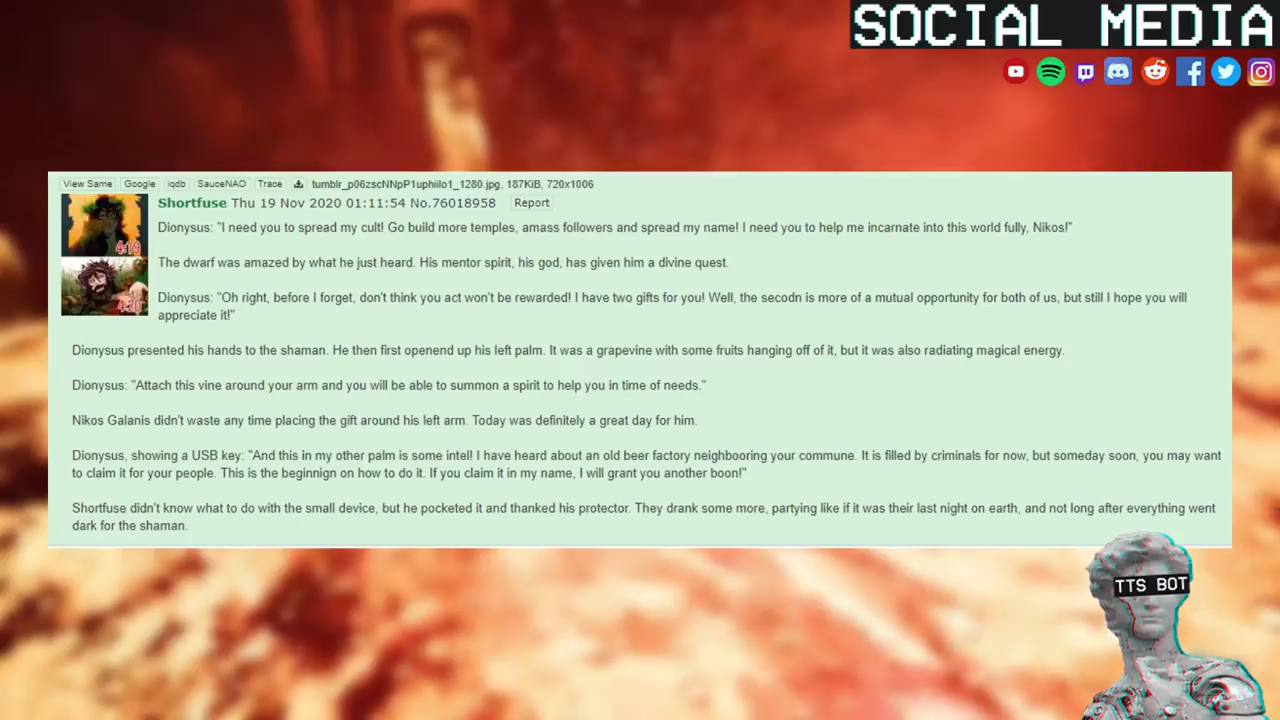 SOCIAL MEDIA
View Same Google iqdb SauceNAO Trace tumblr_p06zscNNpP1uphiilo1_1280.jpg, 187KiB, 720x1006
Shortfuse Thu 19 Nov 2020 01:11:54 No.76018958 Report
Dionysus: "I need you to spread my cult! Go build more temples, amass followers and spread my name! I need you to help me incarnate into this world fully, Nikos!"
The dwarf was amazed by what he just heard. His mentor spirit, his god, has given him a divine quest.
4:19
Dionysus: "Oh right, before I forget, don't think you act won't be rewarded! I have two gifts for you! Well, the secodn is more of a mutual opportunity for both of us, but still I hope you will
appreciate it!"
4:20
Dionysus presented his hands to the shaman. He then first openend up his left palm. It was a grapevine with some fruits hanging off of it, but it was also radiating magical energy.
Dionysus: "Attach this vine around your arm and you will be able to summon a spirit to help you in time of needs."
Nikos Galanis didn't waste any time placing the gift around his left arm. Today was definitely a great day for him.
Dionysus, showing a USB key: "And this in my other palm is some intel! I have heard about an old beer factory neighbooring your commune. It is filled by criminals for now, but someday soon, you may want
to claim it for your people. This is the beginnign on how to do it. If you claim it in my name, I will grant you another boon!"
Shortfuse didn't know what to do with the small device, but he pocketed it and thanked his protector. They drank some more, partying like if it was their last night on earth, and not long after everything went
dark for the shaman.
TTS BOT